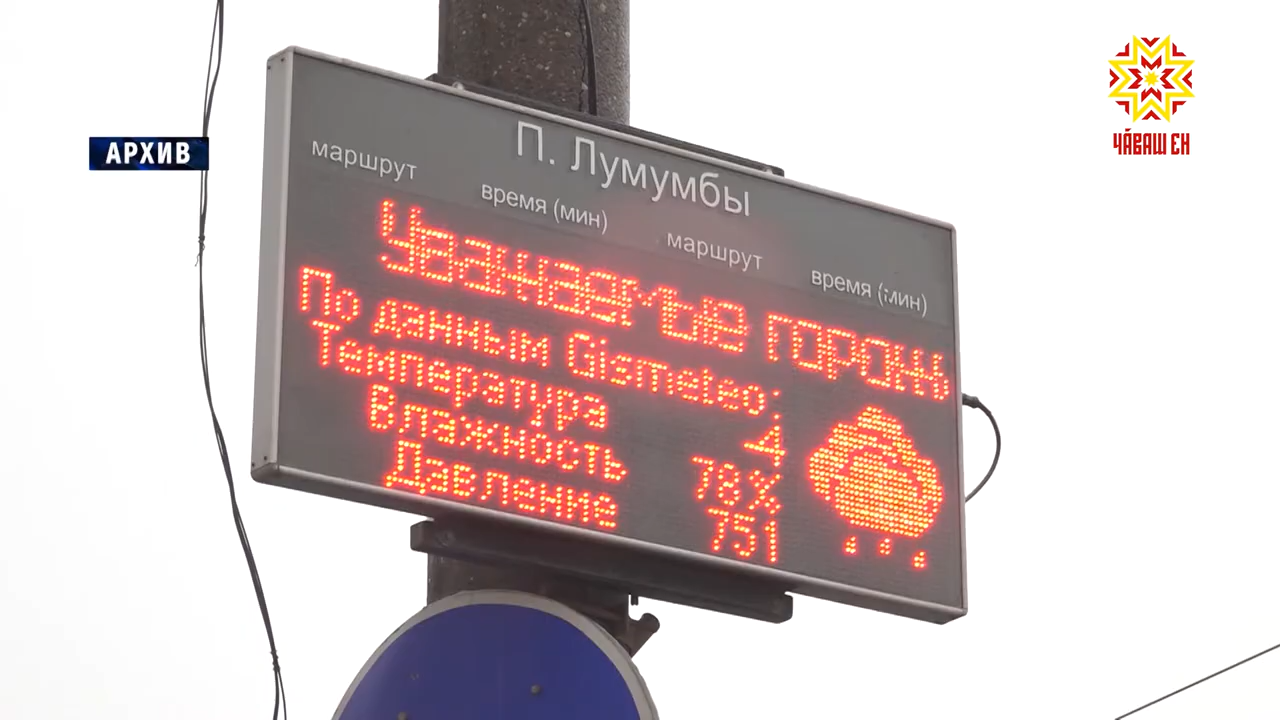 АРХИВ
ЧӐВАШ ЕН
П. Лумумбы
маршрут время (мин) маршрут время (мин)
Уважаемые горожа
По данным Gismeteo:
Температура -4
Влажность 78%
Давление 751